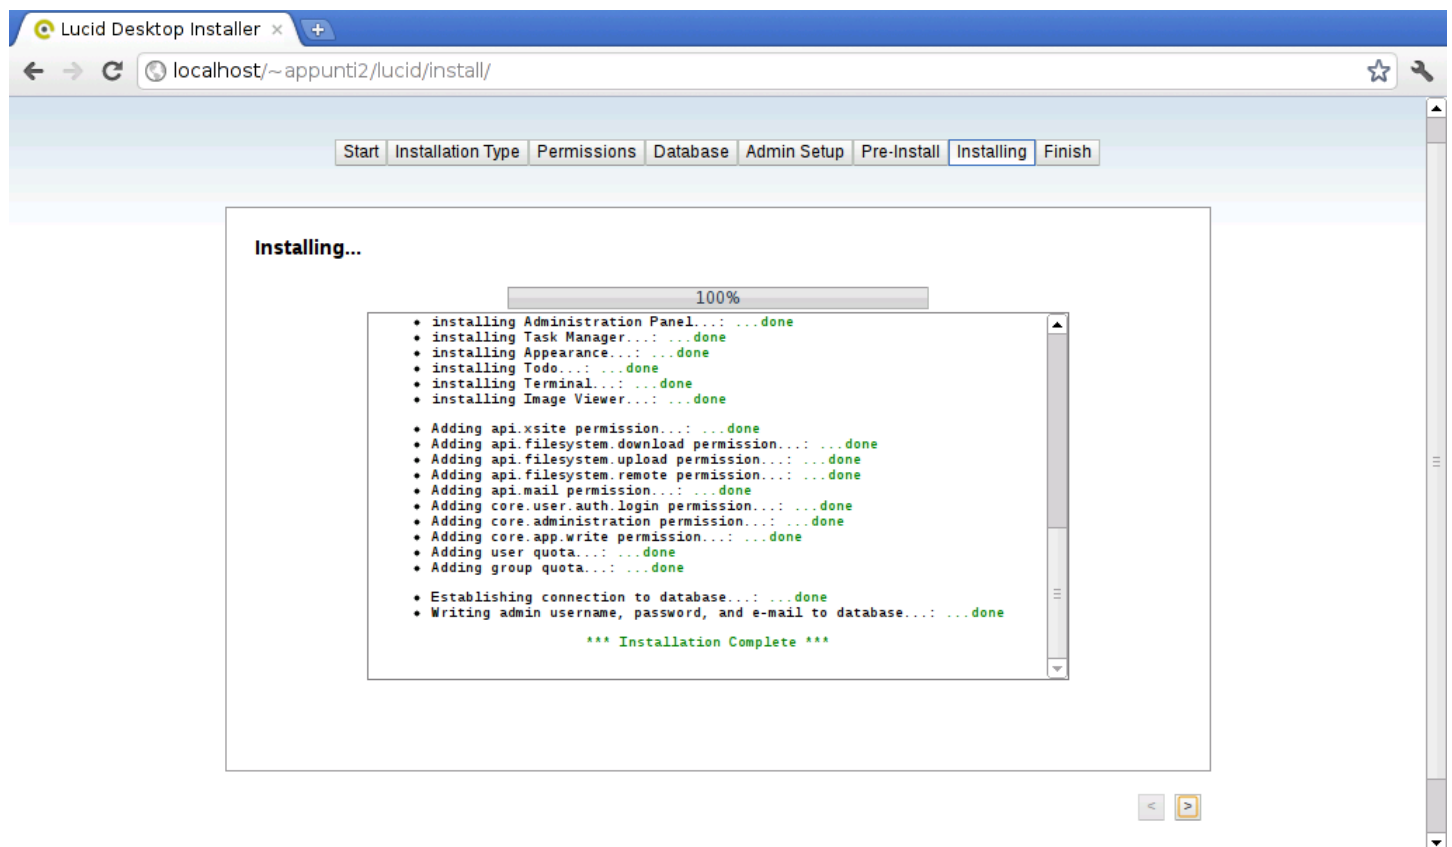 Lucid Desktop Installer
localhost/~appunti2/lucid/install/
Start Installation Type Permissions Database Admin Setup Pre-Install Installing Finish
Installing...
100%
• installing Administration Panel...: ...done
• installing Task Manager...: ...done
• installing Appearance...: ...done
• installing Todo...: ...done
• installing Terminal...: ...done
• installing Image Viewer...: ...done
• Adding api.xsite permission...: ...done
• Adding api.filesystem.download permission...: ...done
• Adding api.filesystem.upload permission...: ...done
• Adding api.filesystem.remote permission...: ...done
• Adding api.mail permission...: ...done
• Adding core.user.auth.login permission...: ...done
• Adding core.administration permission...: ...done
• Adding core.app.write permission...: ...done
• Adding user quota...: ...done
• Adding group quota...: ...done
• Establishing connection to database...: ...done
• Writing admin username, password, and e-mail to database...: ...done
*** Installation Complete ***
< >